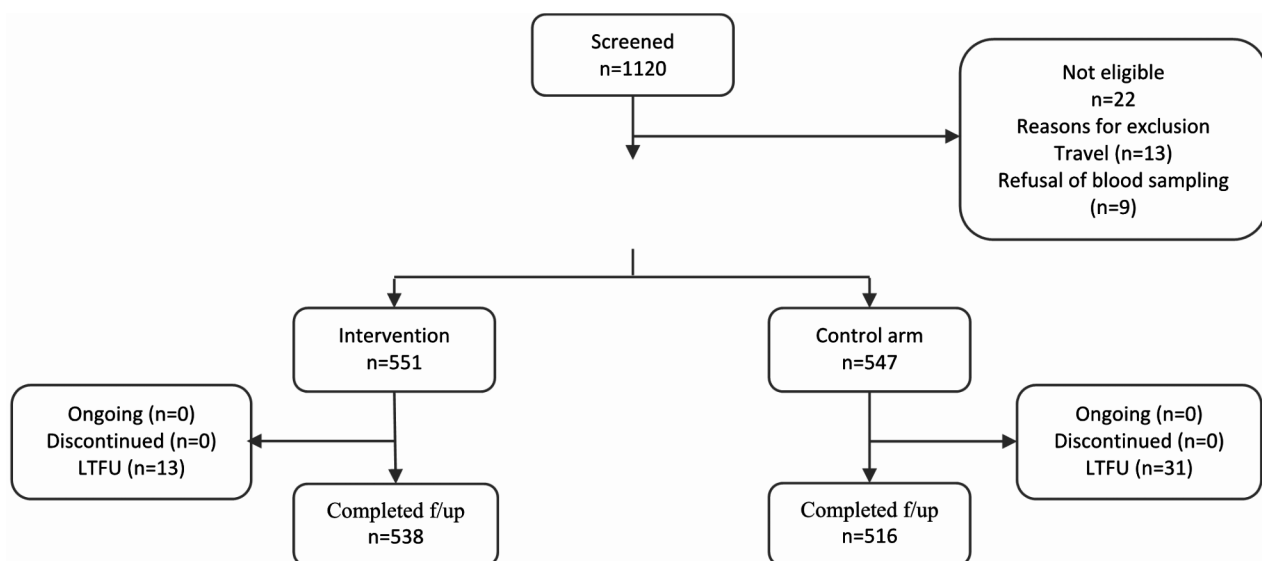 Screened
n=1120
Not eligible
n=22
Reasons for exclusion
Travel (n=13)
Refusal of blood sampling
(n=9)
Intervention
n=551
Control arm
n=547
Ongoing (n=0)
Discontinued (n=0)
LTFU (n=13)
Ongoing (n=0)
Discontinued (n=0)
LTFU (n=31)
Completed f/up
n=538
Completed f/up
n=516